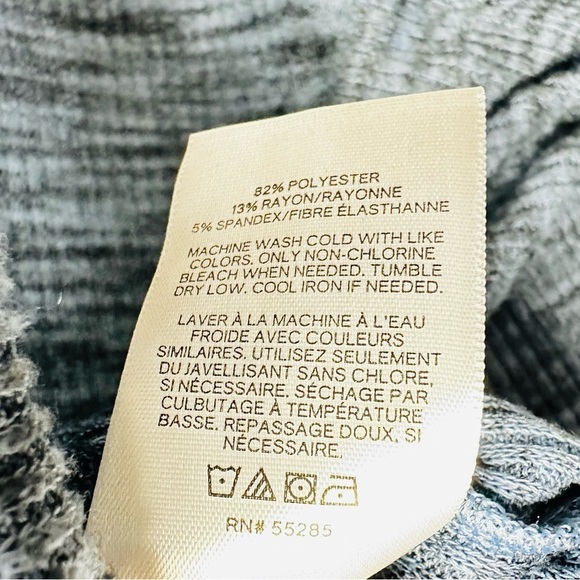 82% POLYESTER
13% RAYON/RAYONNE
5% SPANDEX/FIBRE ÉLASTHANNE
MACHINE WASH COLD WITH LIKE
COLORS. ONLY NON-CHLORINE
BLEACH WHEN NEEDED. TUMBLE
DRY LOW. COOL IRON IF NEEDED.
LAVER À LA MACHINE À L'EAU
FROIDE AVEC COULEURS
SIMILAIRES. UTILISEZ SEULEMENT
DU JAVELLISANT SANS CHLORE,
SI NÉCESSAIRE. SÉCHAGE PAR
CULBUTAGE À TEMPÉRATURE
BASSE. REPASSAGE DOUX, SI
NÉCESSAIRE.
RN# 55285